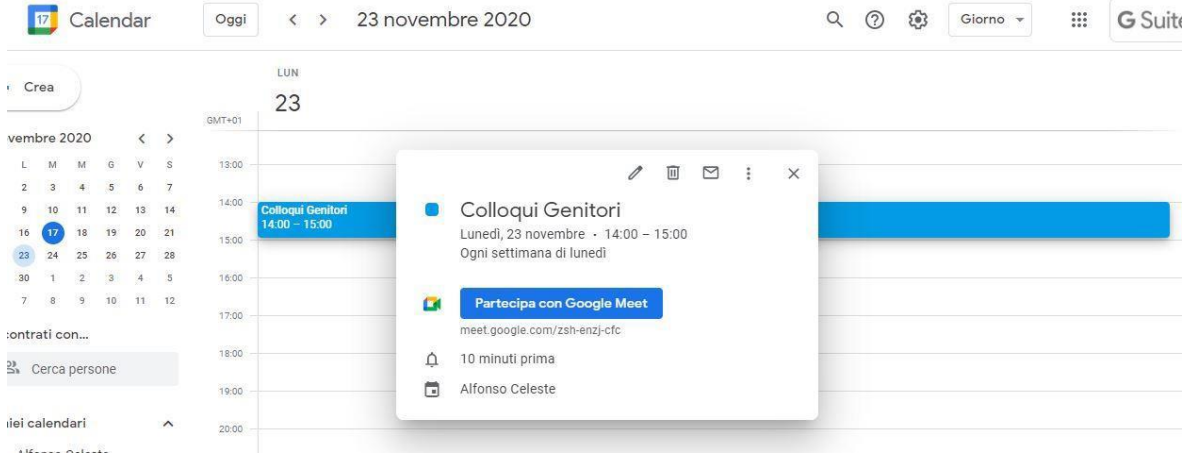 17 Calendar Oggi 23 novembre 2020 Giorno G Suite
LUN
23
GMT+01
Crea
vembre 2020
L M M G V S
2 3 4 5 6 7
9 10 11 12 13 14
16 17 18 19 20 21
23 24 25 26 27 28
30 1 2 3 4 5
7 8 9 10 11 12
contrati con...
Cerca persone
iei calendari
13:00
14:00
15:00
16:00
17:00
18:00
19:00
20:00
Colloqui Genitori
14:00 – 15:00
Colloqui Genitori
Lunedì, 23 novembre • 14:00 – 15:00
Ogni settimana di lunedì
Partecipa con Google Meet
meet.google.com/zsh-enzj-cfc
10 minuti prima
Alfonso Celeste